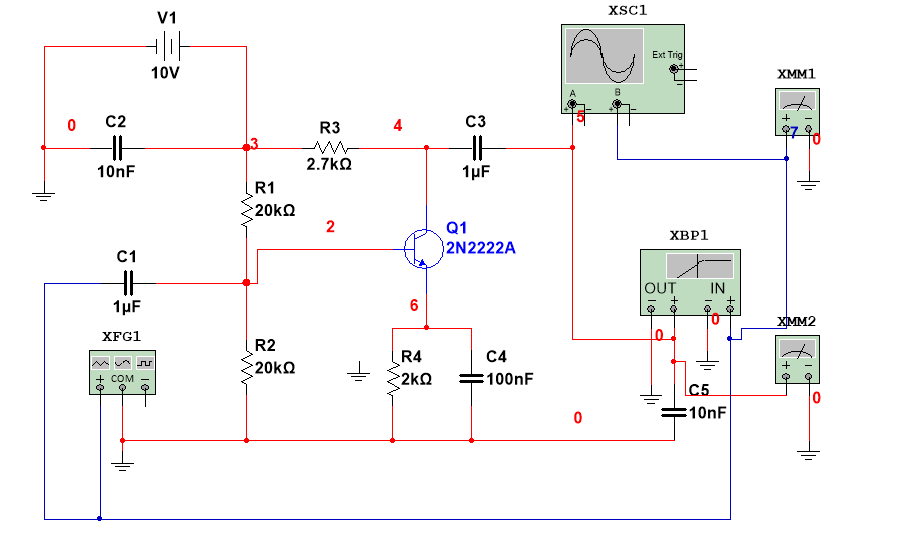 XSC1
V1
Ext Trig
10V
A
B
XMM1
0
C2
3
R3
4
C3
5
7
0
10nF
2.7kΩ
1µF
R1
20kΩ
2
Q1
2N2222A
XBP1
C1
1µF
OUT
IN
6
0
0
XMM2
XFG1
R2
20kΩ
R4
2kΩ
C4
100nF
COM
C5
10nF
0
0